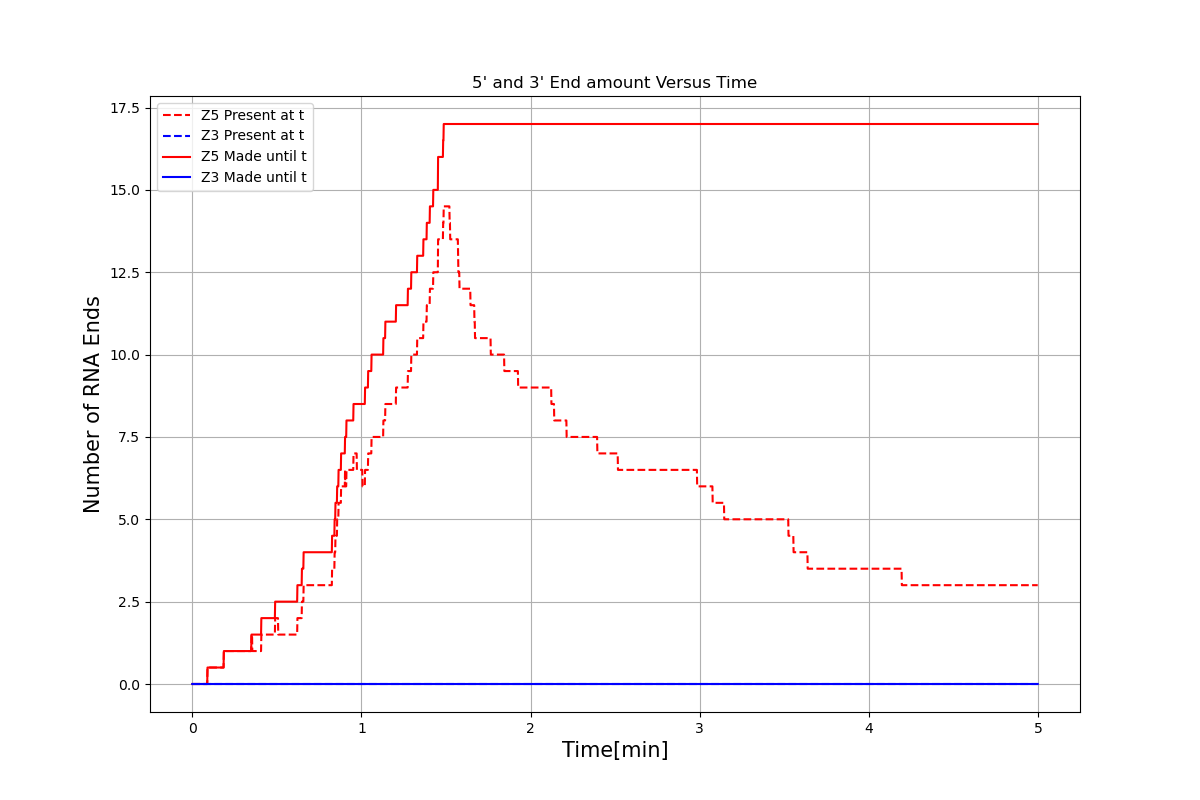 5' and 3' End amount Versus Time
17.5
15.0
12.5
10.0
7.5
5.0
2.5
0.0
Number of RNA Ends
Z5 Present at t
Z3 Present at t
Z5 Made until t
Z3 Made until t
0 1 2 3 4 5
Time[min]